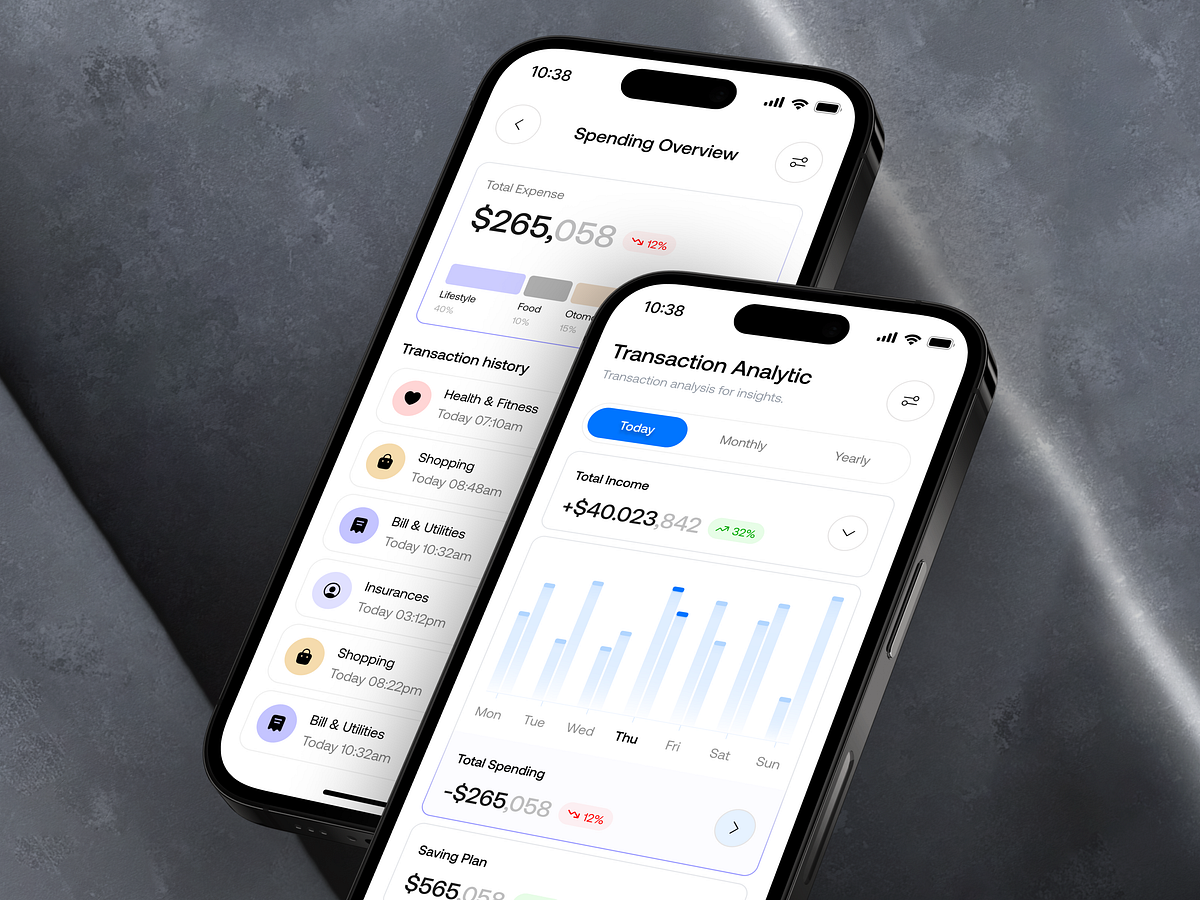 10:38
Spending Overview
Total Expense
$265,058 12%
Lifestyle Food
40% 10% 15%
Transaction history
Health & Fitness
Today 07:10am
Shopping
Today 08:48am
Bill & Utilities
Today 10:32am
Insurances
Today 03:12pm
Shopping
Today 08:22pm
Bill & Utilities
Today 10:32am
10:38
Transaction Analytic
Transaction analysis for insights.
Today Monthly Yearly
Total Income
+$40.023,842 32%
Mon Tue Wed Thu Fri Sat Sun
Total Spending
-$265,058 12%
Saving Plan
$565,058